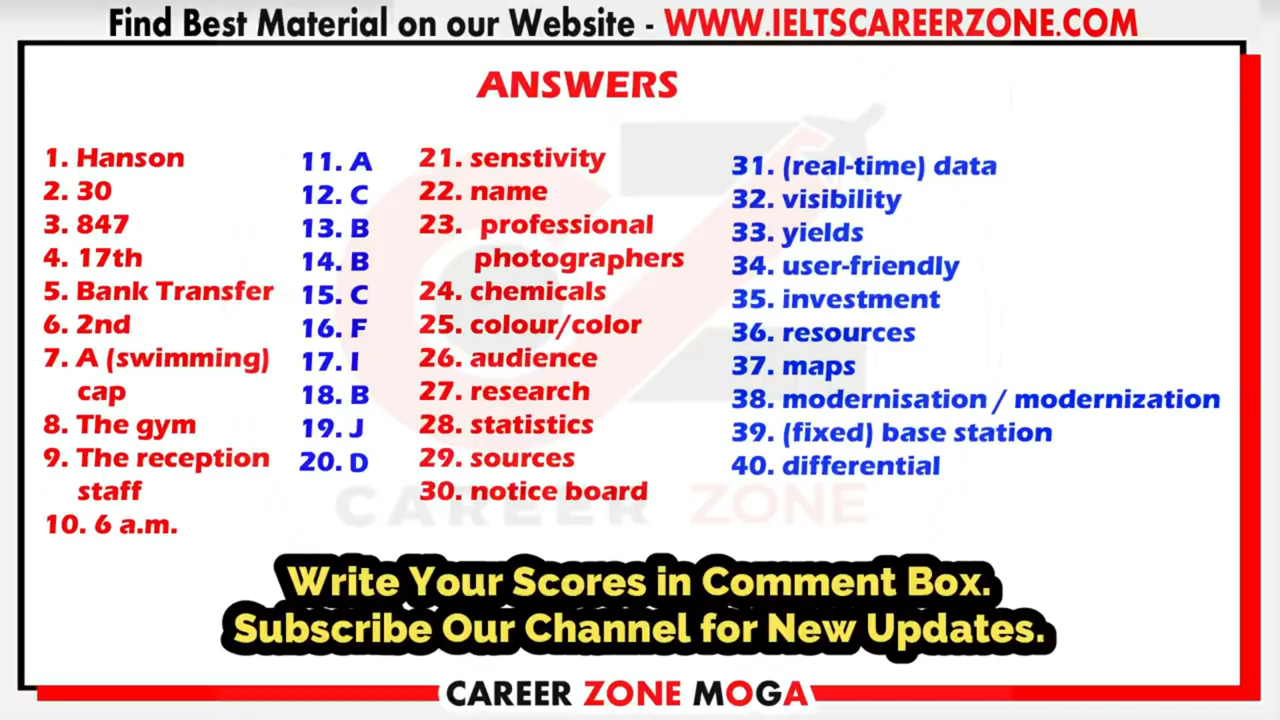 Find Best Material on our Website - WWW.IELTSCAREERZONE.COM
ANSWERS
1. Hanson
2. 30
3. 847
4. 17th
5. Bank Transfer
6. 2nd
7. A (swimming)
cap
8. The gym
9. The reception
staff
10. 6 a.m.
11. A
12. C
13. B
14. B
15. C
16. F
17. I
18. B
19. J
20. D
21. senstivity
22. name
23. professional
photographers
24. chemicals
25. colour/color
26. audience
27. research
28. statistics
29. sources
30. notice board
31. (real-time) data
32. visibility
33. yields
34. user-friendly
35. investment
36. resources
37. maps
38. modernisation / modernization
39. (fixed) base station
40. differential
CAREER ZONE
Write Your Scores in Comment Box.
Subscribe Our Channel for New Updates.
CAREER ZONE MOGA